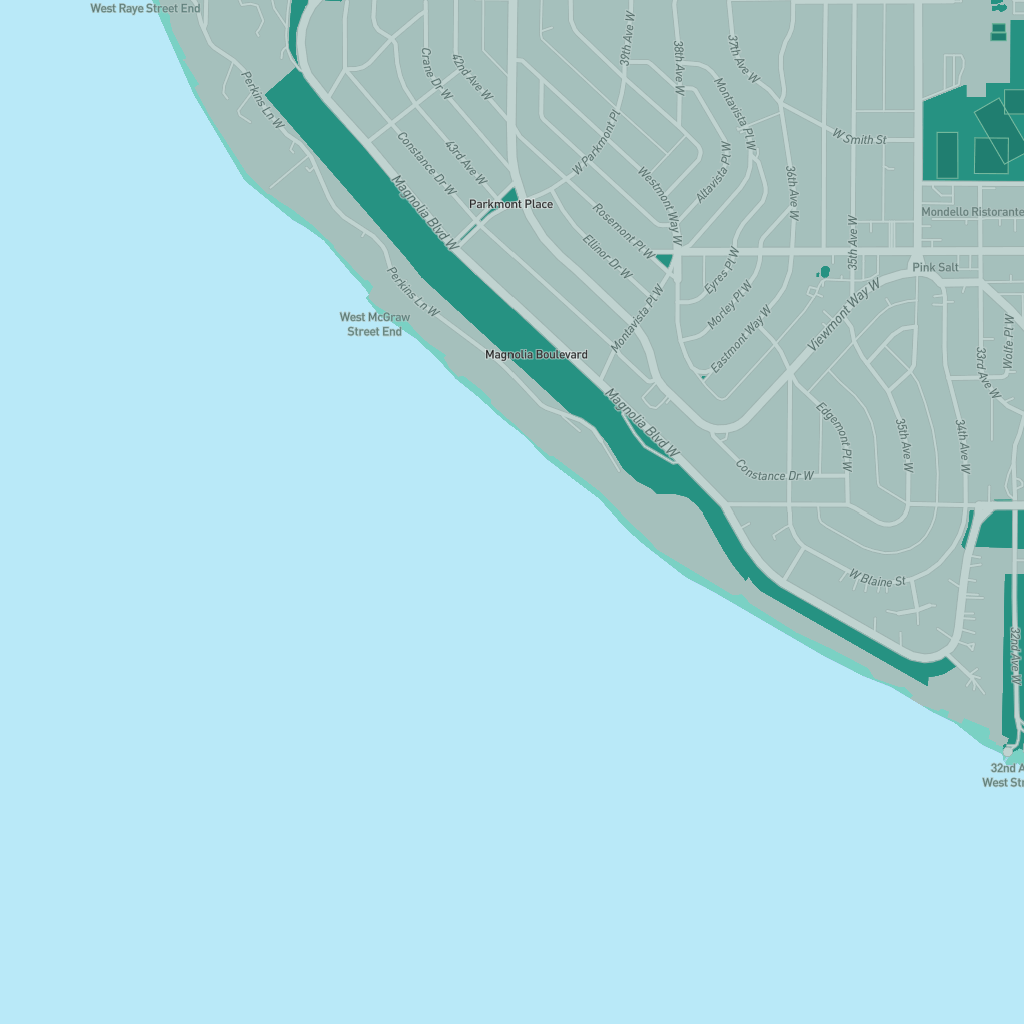 West Raye Street End
39th Ave W
38th Ave W
37th Ave W
Crane Dr W
42nd Ave W
Perkins Ln W
Montavista Pl W
W Smith St
W Parkmont Pl
Constance Dr W
43rd Ave W
Altavista Pl W
Westmont Way W
36th Ave W
Magnolia Blvd W
Parkmont Place
Mondello Ristorante
Rosemont Pl W
35th Ave W
Ellinor Dr W
Eyres Pl W
Pink Salt
Perkins Ln W
Morley Pl W
Viewmont Way W
West McGraw
Street End
Montavista Pl W
Eastmont Way W
Wolfe Pl W
Magnolia Boulevard
33rd Ave W
Magnolia Blvd W
Edgemont Pl W
35th Ave W
34th Ave W
Constance Dr W
W Blaine St
32nd Ave W
32nd A
West Str